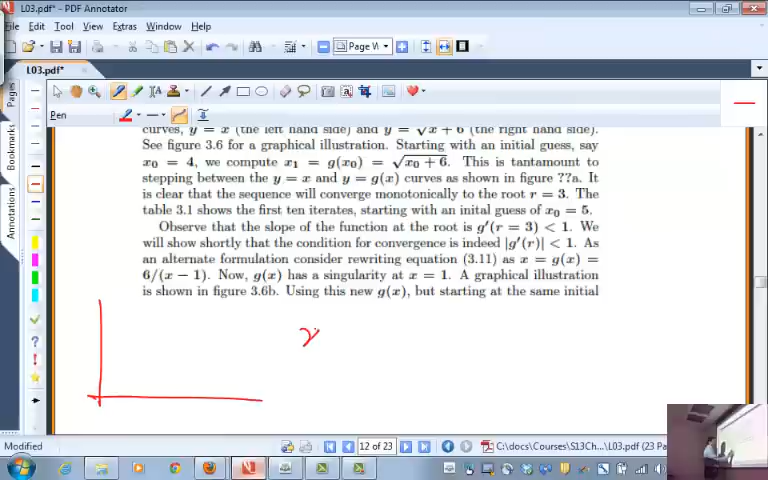 L03.pdf* - PDF Annotator
File Edit View Tool Extras Window Help
Page V
L03.pdf*
Pen
Pages
Bookmarks
Annotations
curves, y = x (the left hand side) and y = √x + 6 (the right hand side).
See figure 3.6 for a graphical illustration. Starting with an initial guess, say
x₀ = 4, we compute x₁ = g(x₀) = √x₀ + 6. This is tantamount to
stepping between the y = x and y = g(x) curves as shown in figure ??a. It
is clear that the sequence will converge monotonically to the root r = 3. The
table 3.1 shows the first ten iterates, starting with an inital guess of x₀ = 5.
Observe that the slope of the function at the root is g′(r = 3) < 1. We
will show shortly that the condition for convergence is indeed |g′(r)| < 1. As
an alternate formulation consider rewriting equation (3.11) as x = g(x) =
6/(x − 1). Now, g(x) has a singularity at x = 1. A graphical illustration
is shown in figure 3.6b. Using this new g(x), but starting at the same initial
x
Modified
12 of 23
C:\docs\Courses\S13Ch...\L03.pdf (23 Pa